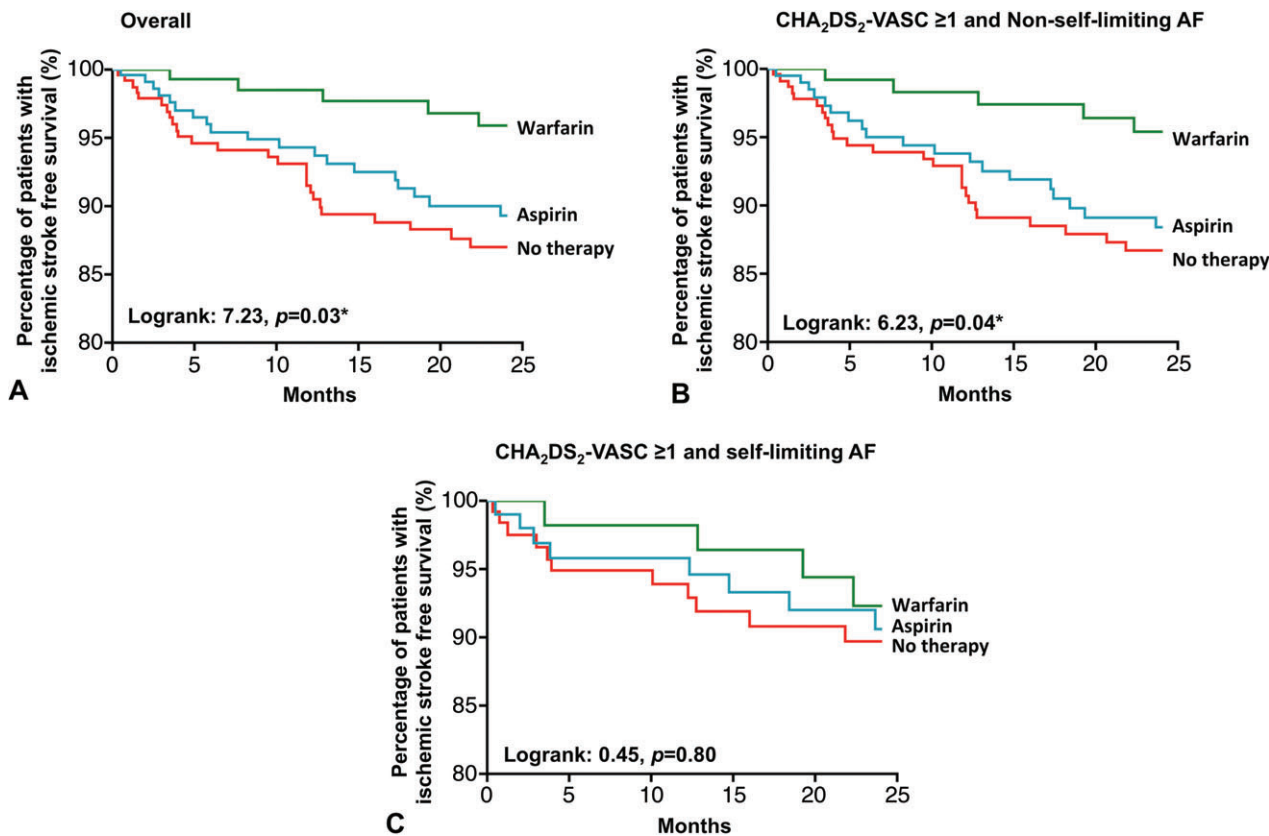 Overall
Percentage of patients with
ischemic stroke free survival (%)
100
95
90
85
80
Warfarin
Aspirin
No therapy
Logrank: 7.23, p=0.03*
0 5 10 15 20 25
Months
A
CHA₂DS₂-VASC ≥1 and Non-self-limiting AF
Percentage of patients with
ischemic stroke free survival (%)
100
95
90
85
80
Warfarin
Aspirin
No therapy
Logrank: 6.23, p=0.04*
0 5 10 15 20 25
Months
B
CHA₂DS₂-VASC ≥1 and self-limiting AF
Percentage of patients with
ischemic stroke free survival (%)
100
95
90
85
80
Warfarin
Aspirin
No therapy
Logrank: 0.45, p=0.80
0 5 10 15 20 25
Months
C